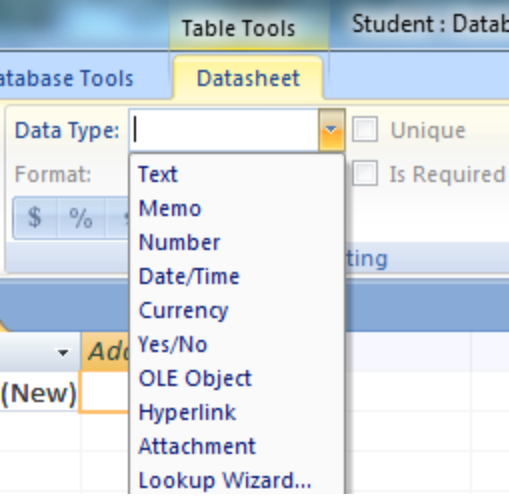 Table Tools Student : Datab
atabase Tools Datasheet
Data Type: Unique
Format: Is Required
$ %
Text
Memo
Number
Date/Time
Currency
Yes/No
OLE Object
Hyperlink
Attachment
Lookup Wizard...
ting
Add
(New)